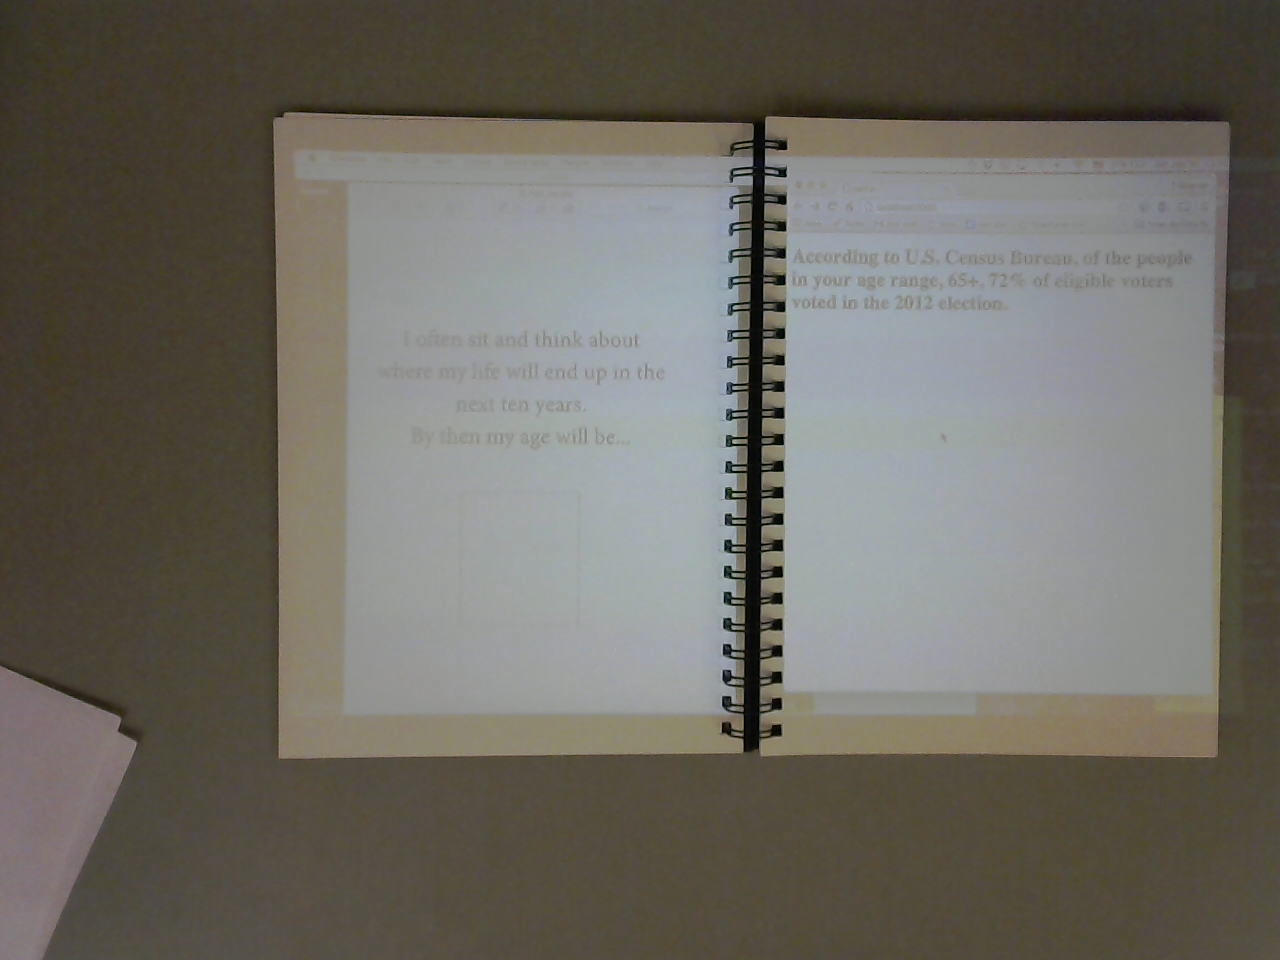 I often sit and think about
where my life will end up in the
next ten years.
By then my age will be...
According to U.S. Census Bureau, of the people
in your age range, 65+, 72% of eligible voters
voted in the 2012 election.